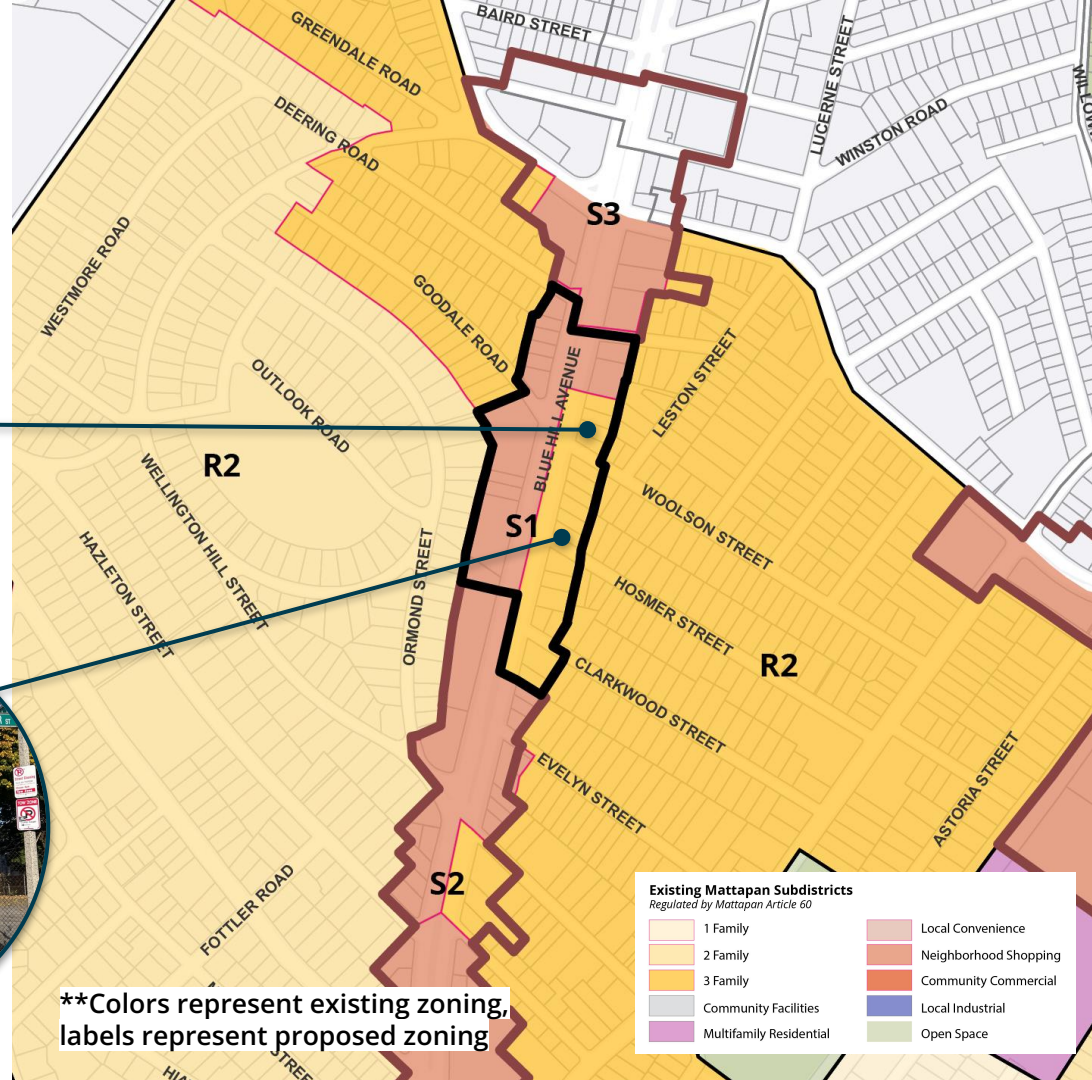 BAIRD STREET
GREENDALE ROAD
LUCERNE STREET
WINSTON ROAD
DEERING ROAD
S3
WESTMORE ROAD
GOODALE ROAD
LESTON STREET
BLUE HILL AVENUE
OUTLOOK ROAD
R2
WELLINGTON HILL STREET
WOOLSON STREET
S1
HAZLETON STREET
ORMOND STREET
HOSMER STREET
R2
CLARKWOOD STREET
EVELYN STREET
ASTORIA STREET
S2
FOTTLER ROAD
STREET
**Colors represent existing zoning,
labels represent proposed zoning
Existing Mattapan Subdistricts
Regulated by Mattapan Article 60
1 Family
2 Family
3 Family
Community Facilities
Multifamily Residential
Local Convenience
Neighborhood Shopping
Community Commercial
Local Industrial
Open Space